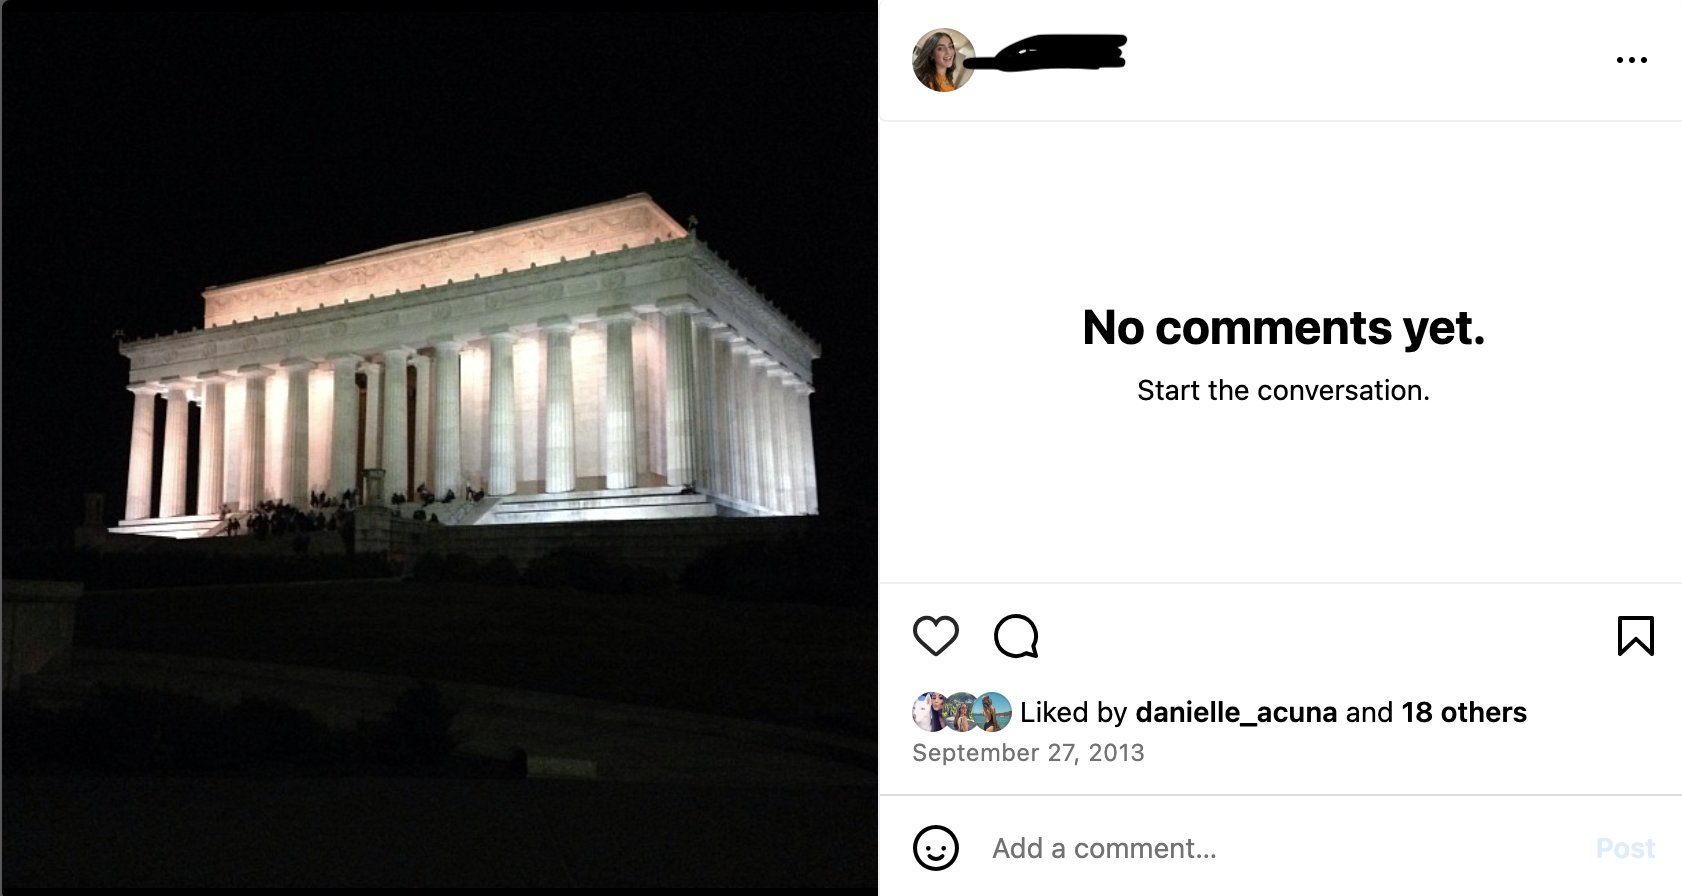 No comments yet.
Start the conversation.
Liked by danielle_acuna and 18 others
September 27, 2013
Add a comment...
Post